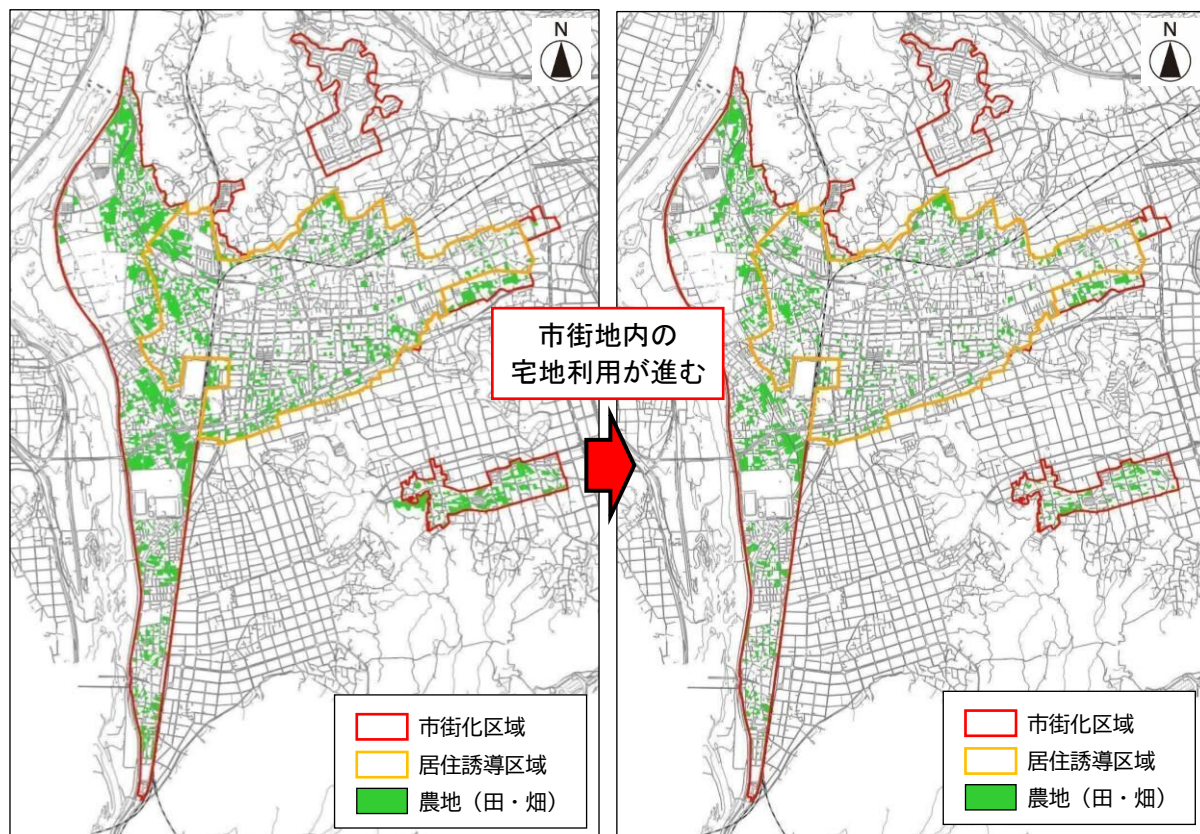 N
市街化区域
居住誘導区域
農地（田・畑）
市街地内の
宅地利用が進む
N
市街化区域
居住誘導区域
農地（田・畑）